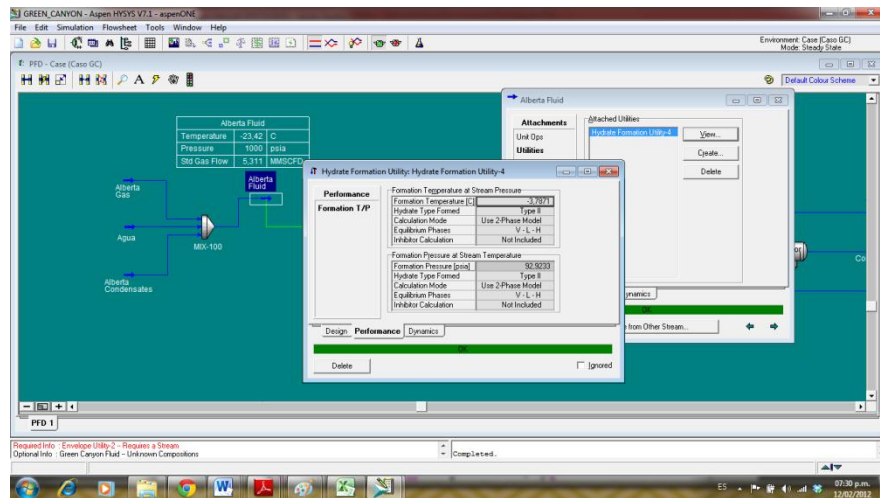 GREEN_CANYON - Aspen HYSYS V7.1 - aspenONE
File Edit Simulation Flowsheet Tools Window Help
Environment: Case (Caso GC)
Mode: Steady State
PFD - Case (Caso GC)
Default Colour Scheme
Alberta Fluid
Temperature -23,42 C
Pressure 1000 psia
Std Gas Flow 5,311 MMSCFD
Alberta
Gas
Agua
Alberta
Condensates
MIX-100
Alberta
Fluid
Alberta Fluid
Attachments
Unit Ops
Utilities
Attached Utilities
Hydrate Formation Utility-4
View...
Create...
Delete
ynamics
OK
e from Other Stream...
or
Co
Hydrate Formation Utility: Hydrate Formation Utility-4
Performance
Formation T/P
Formation Temperature at Stream Pressure
Formation Temperature [C] -3,7871
Hydrate Type Formed Type II
Calculation Mode Use 2-Phase Model
Equilibrium Phases V - L - H
Inhibitor Calculation Not Included
Formation Pressure at Stream Temperature
Formation Pressure [psia] 92,9233
Hydrate Type Formed Type II
Calculation Mode Use 2-Phase Model
Equilibrium Phases V - L - H
Inhibitor Calculation Not Included
Design Performance Dynamics
OK
Delete
Ignored
PFD 1
Required Info : Envelope Utility-2 -- Requires a Stream
Optional Info : Green Canyon Fluid -- Unknown Compositions
Completed.
ES
07:30 p.m.
12/02/2012